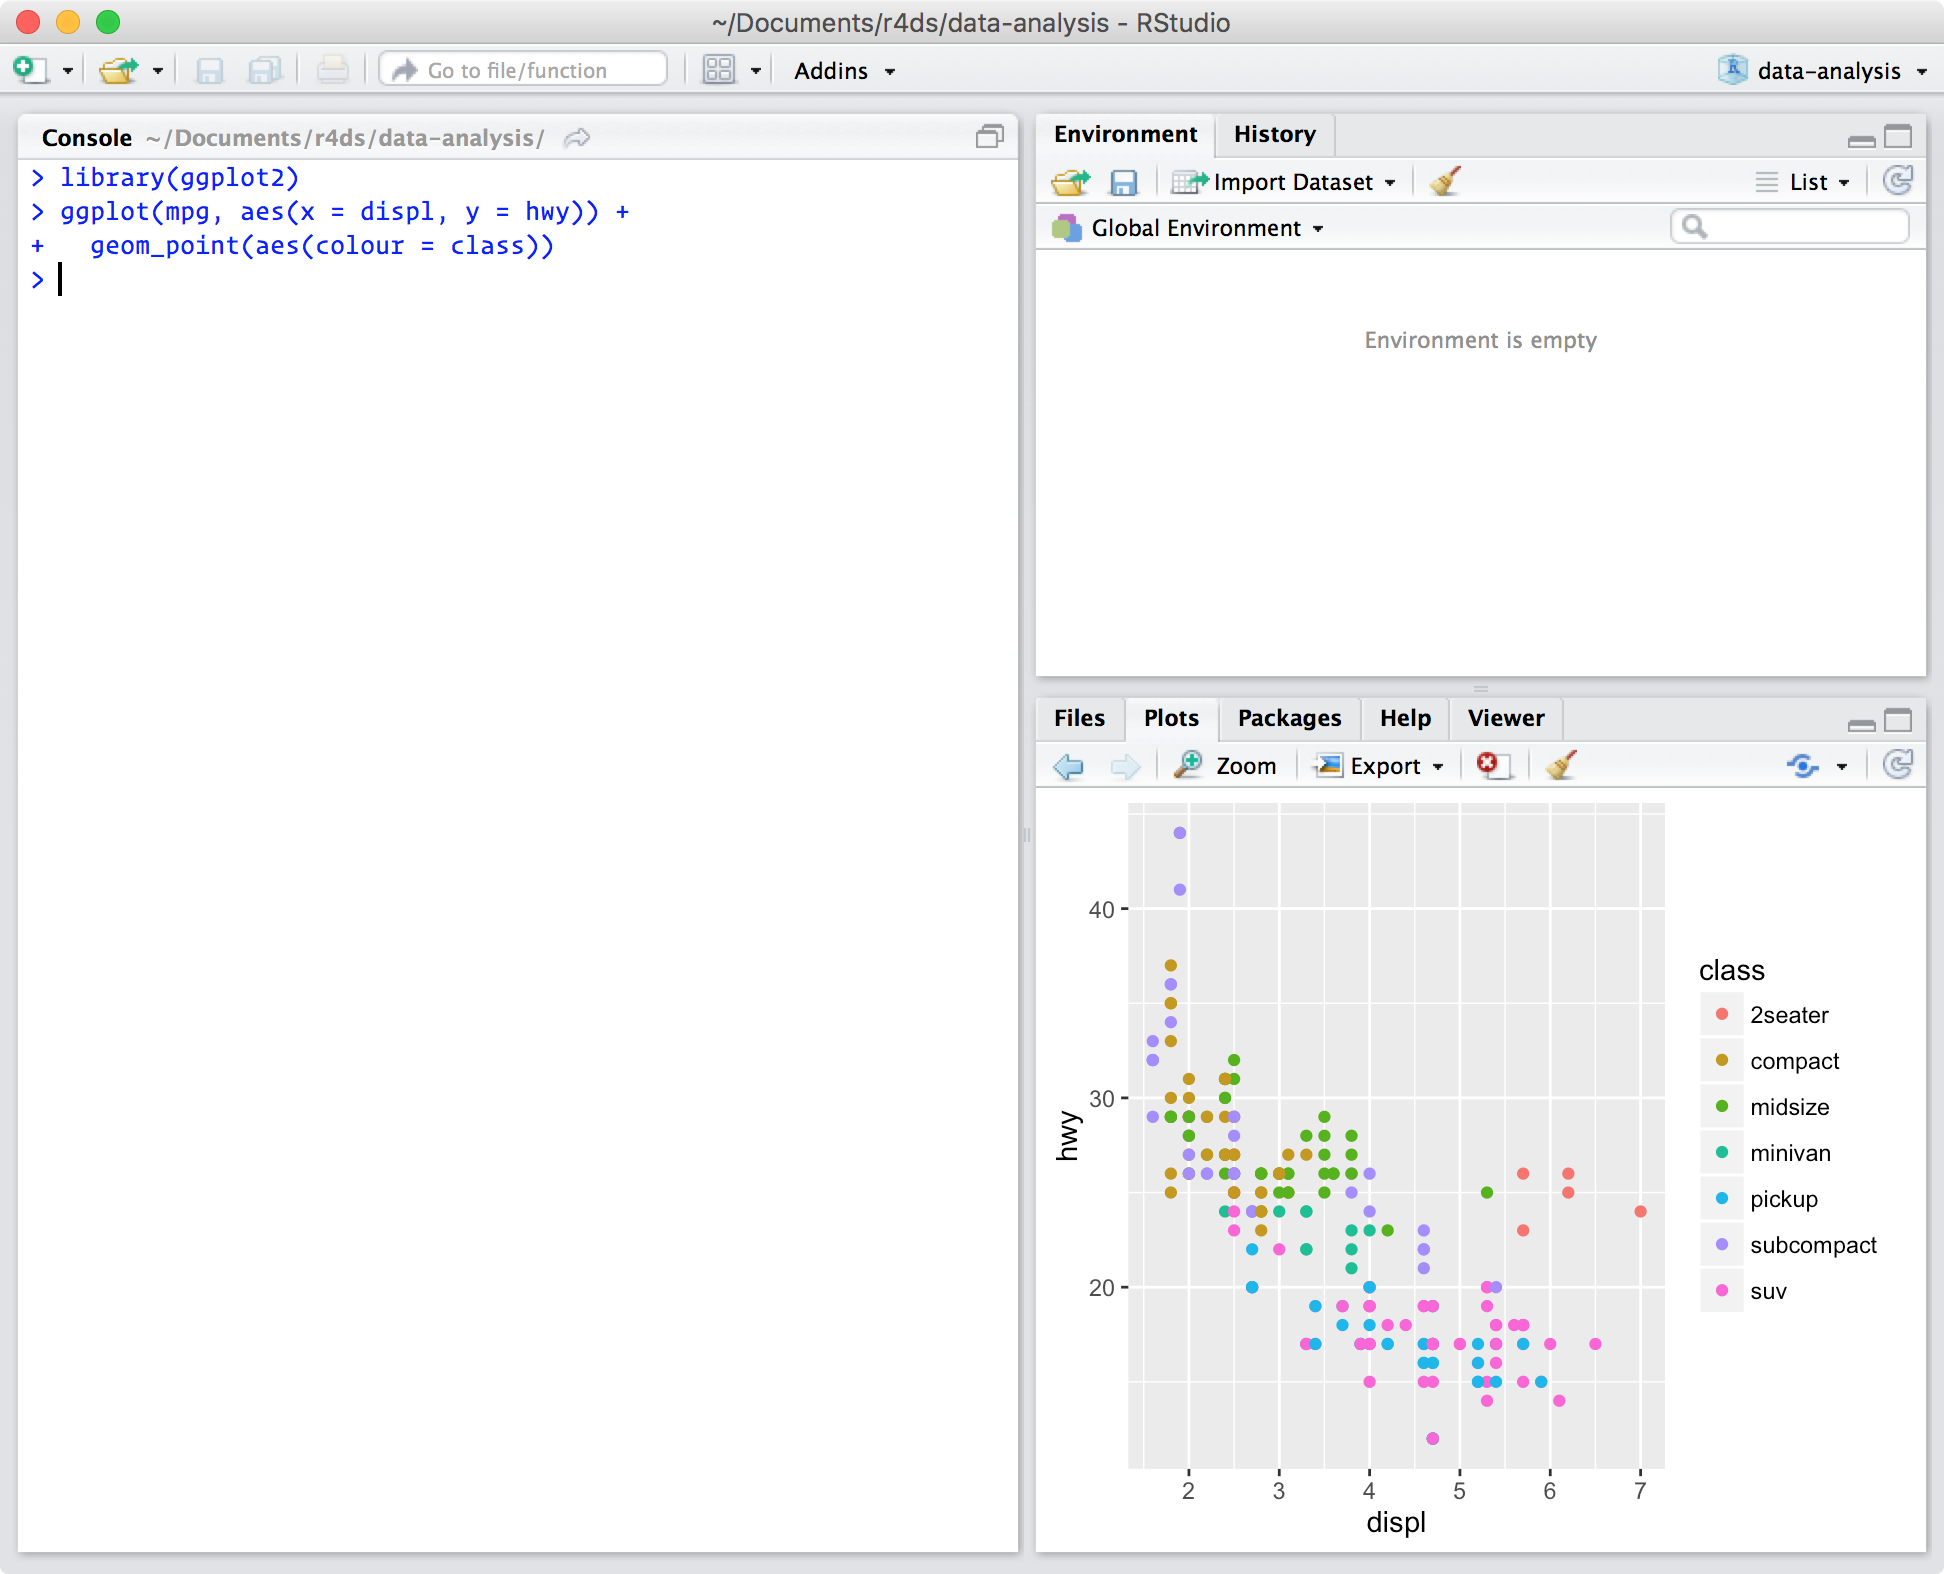 ~/Documents/r4ds/data-analysis - RStudio
Go to file/function
Addins
data-analysis
Console ~/Documents/r4ds/data-analysis/
> library(ggplot2)
> ggplot(mpg, aes(x = displ, y = hwy)) +
+   geom_point(aes(colour = class))
>
Environment History
Import Dataset
List
Global Environment
Environment is empty
Files Plots Packages Help Viewer
Zoom Export
40
30
20
hwy
2 3 4 5 6 7
displ
class
2seater
compact
midsize
minivan
pickup
subcompact
suv